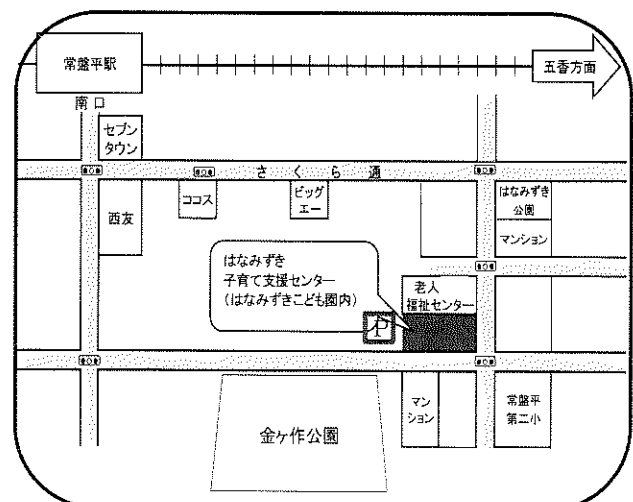 常盤平駅
五香方面
南口
セブン
タウン
さくら通
西友
ココス
ビッグ
エー
はなみずき
公園
マンション
はなみずき
子育て支援センター
(はなみずきこども園内)
老人
福祉センター
P
金ヶ作公園
マン
ション
常盤平
第二小